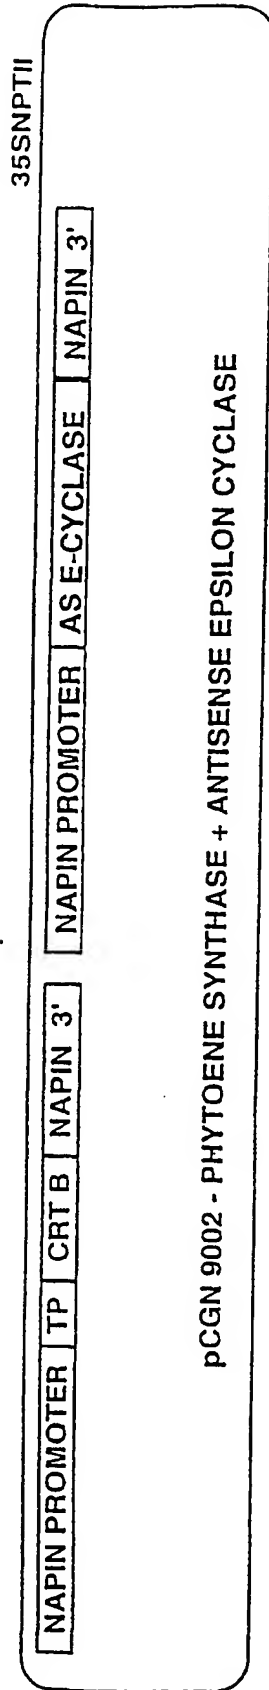 35SNPTII
NAPIN PROMOTER TP CRT B NAPIN 3' NAPIN PROMOTER AS E-CYCLASE NAPIN 3'
pCGN 9002 - PHYTOENE SYNTHASE + ANTISENSE EPSILON CYCLASE